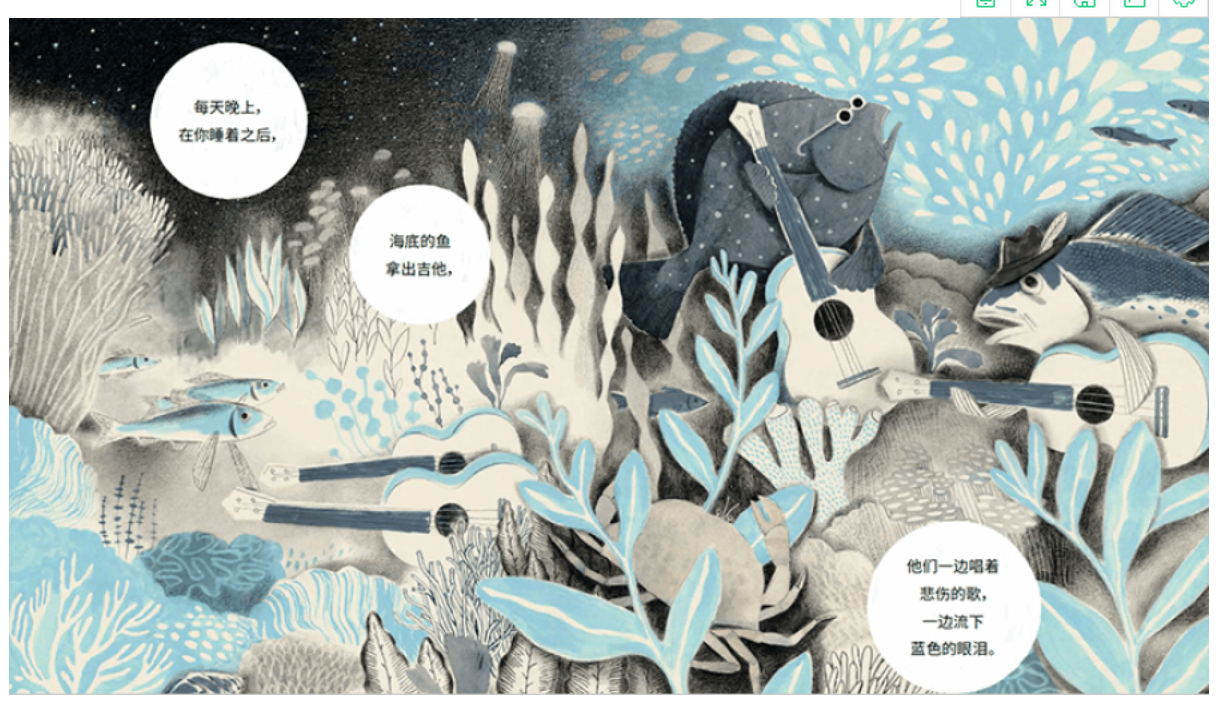 每天晚上，
在你睡着之后，
海底的鱼
拿出吉他，
他们一边唱着
悲伤的歌，
一边流下
蓝色的眼泪。